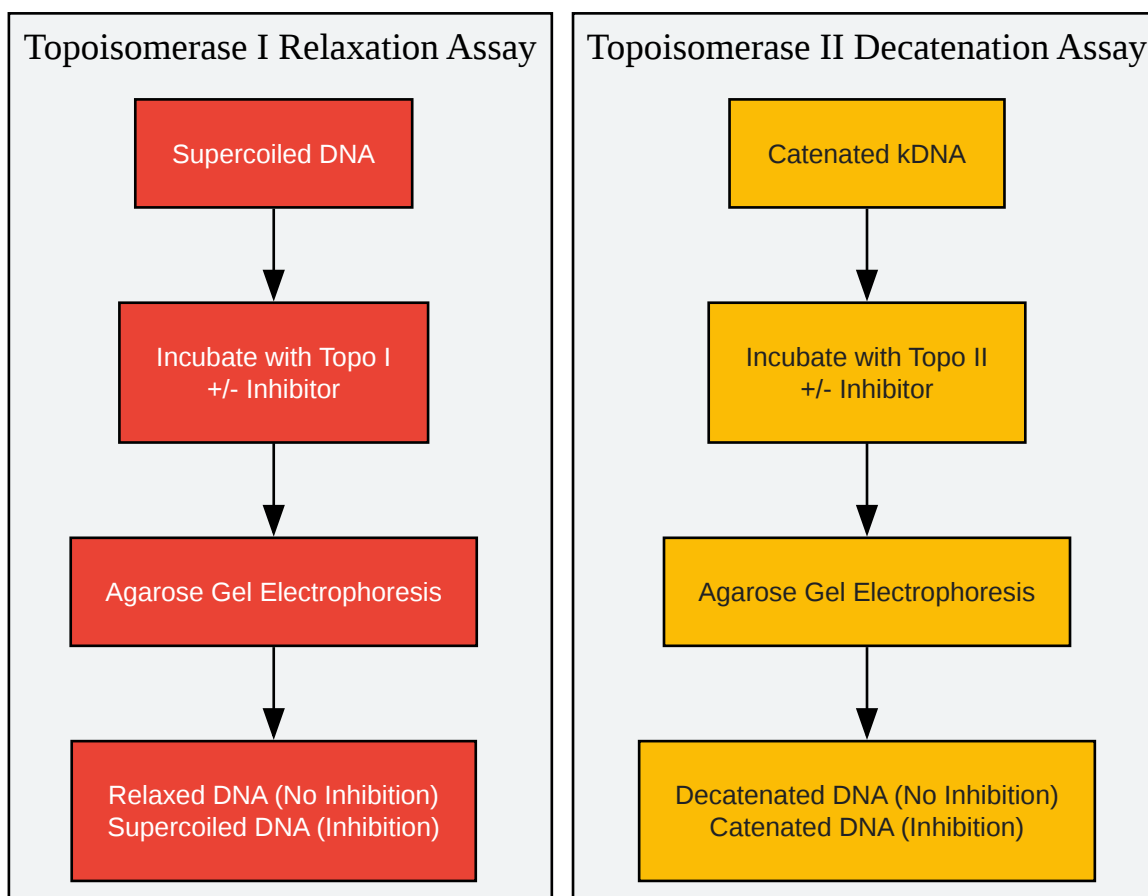 Topoisomerase I Relaxation Assay
Supercoiled DNA
Incubate with Topo I
+/- Inhibitor
Agarose Gel Electrophoresis
Relaxed DNA (No Inhibition)
Supercoiled DNA (Inhibition)
Topoisomerase II Decatenation Assay
Catenated kDNA
Incubate with Topo II
+/- Inhibitor
Agarose Gel Electrophoresis
Decatenated DNA (No Inhibition)
Catenated DNA (Inhibition)